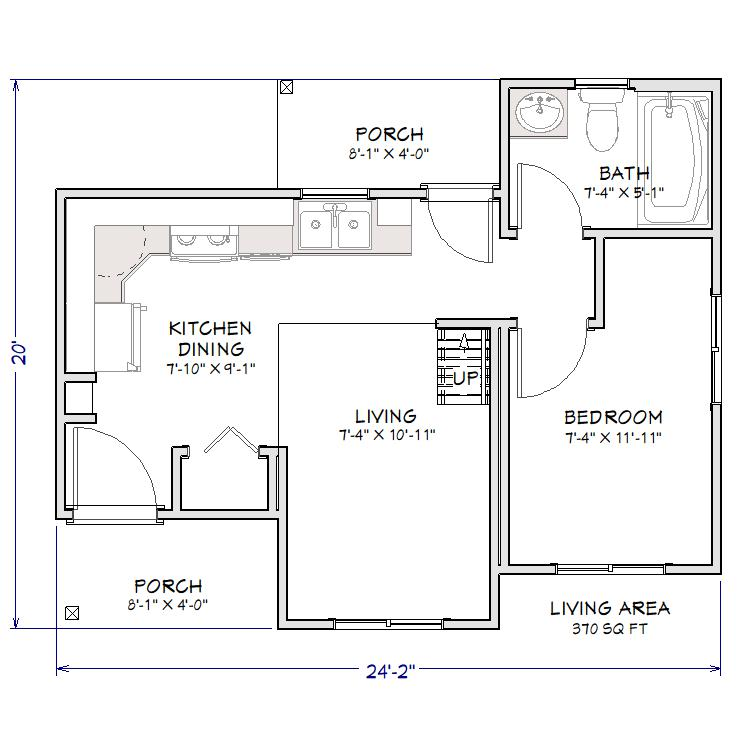 PORCH
8'-1" X 4'-0"
BATH
7'-4" X 5'-1"
KITCHEN
DINING
7'-10" X 9'-1"
20'
UP
LIVING
7'-4" X 10'-11"
BEDROOM
7'-4" X 11'-11"
PORCH
8'-1" X 4'-0"
LIVING AREA
370 SQ FT
24'-2"